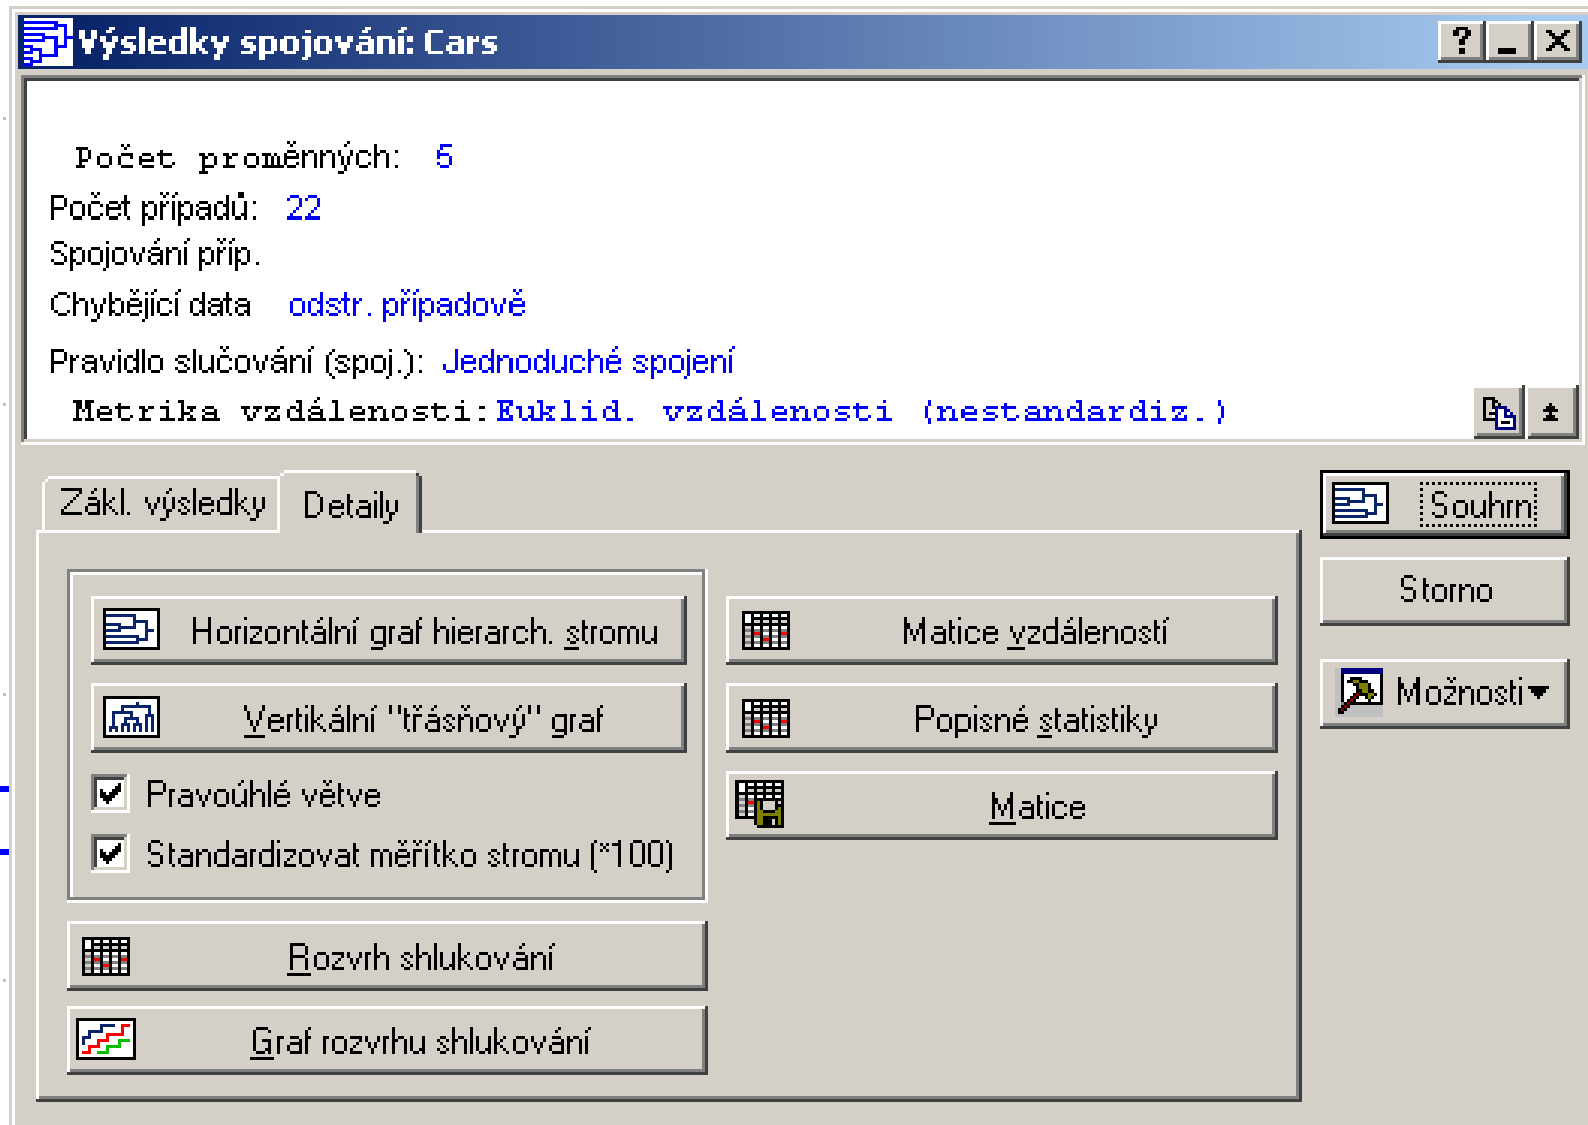 Výsledky spojování: Cars
Počet proměnných: 5
Počet případů: 22
Spojování příp.
Chybějící data odstr. případově
Pravidlo slučování (spoj.): Jednoduché spojení
Metrika vzdálenosti: Euklid. vzdálenosti (nestandardiz.)
Zákl. výsledky
Detaily
Souhrn
Storno
Možnosti
Horizontální graf hierarch. stromu
Vertikální "třásňový" graf
Pravoúhlé větve
Standardizovat měřítko stromu (*100)
Rozvrh shlukování
Graf rozvrhu shlukování
Matice vzdáleností
Popisné statistiky
Matice